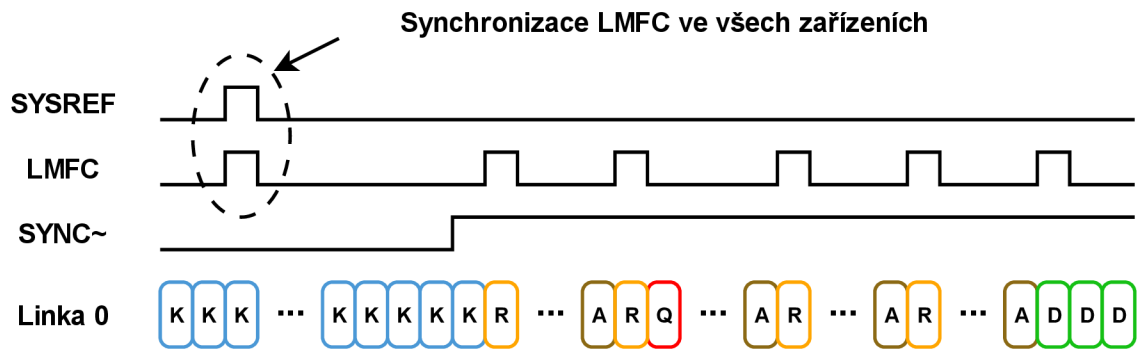 Synchronizace LMFC ve všech zařízeních
SYSREF
LMFC
SYNC~
Linka 0 K K K ... K K K K K R ... A R Q ... A R ... A R ... A D D D